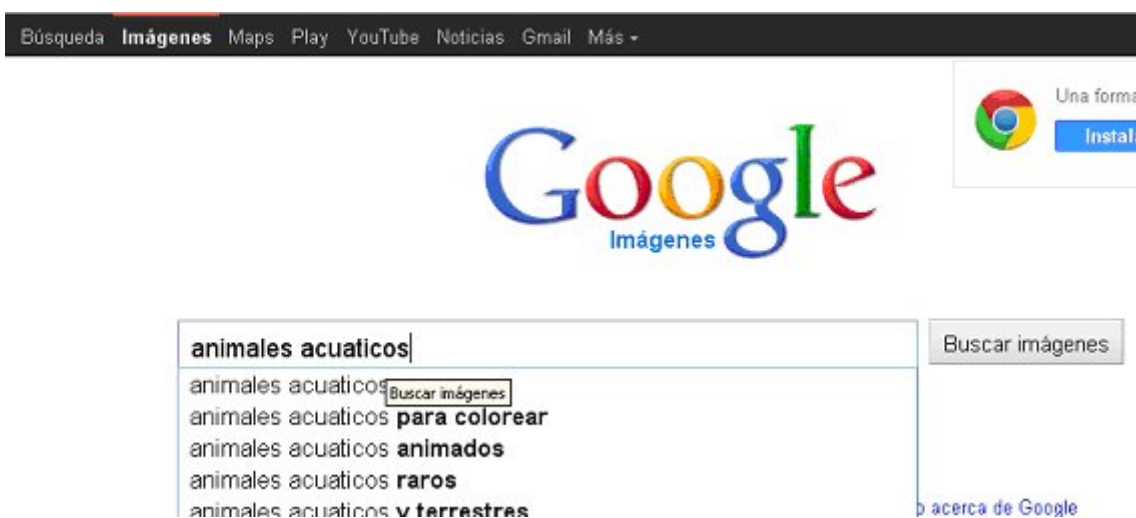 Búsqueda Imágenes Maps Play YouTube Noticias Gmail Más
Una forma
Instal
Google
Imágenes
animales acuaticos
Buscar imágenes
animales acuaticos
Buscar imágenes
animales acuaticos para colorear
animales acuaticos animados
animales acuaticos raros
animales acuaticos y terrestres
acerca de Google